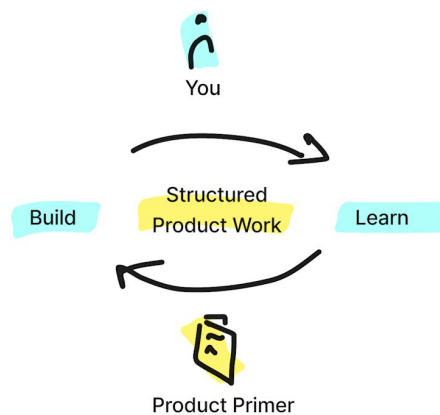 You
Structured
Build
Product Work
Learn
Product Primer